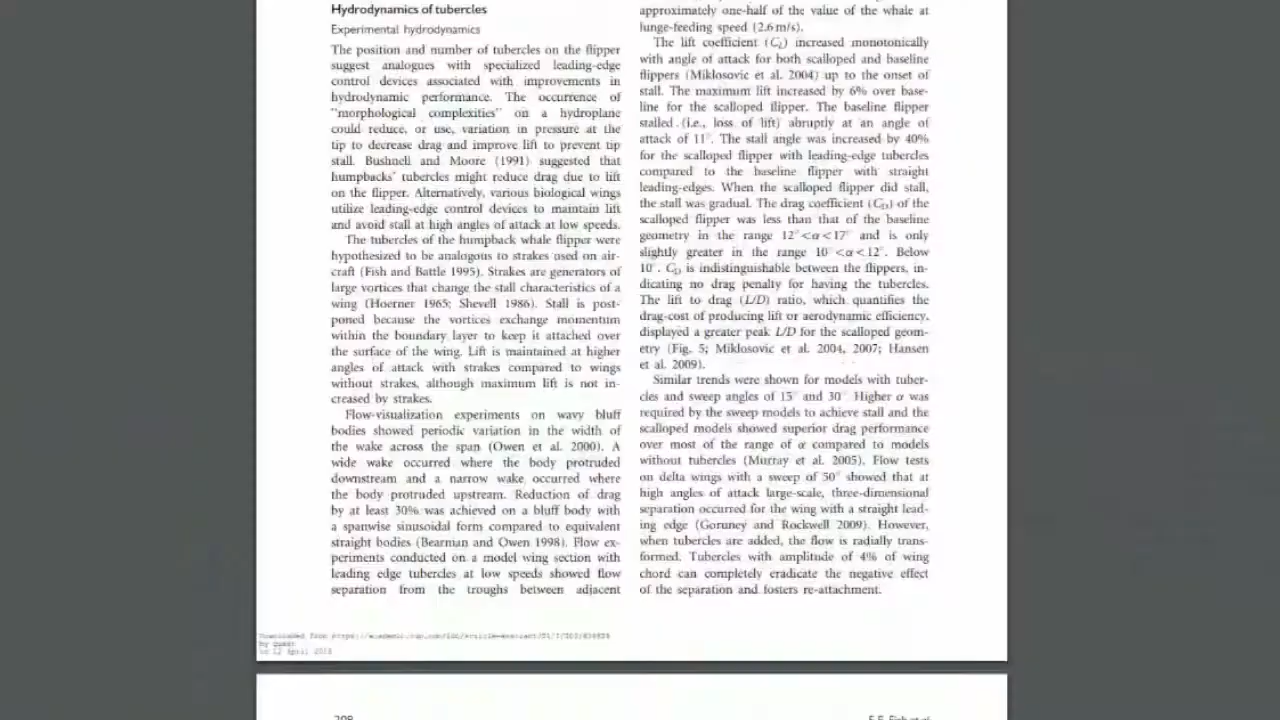 Hydrodynamics of tubercles
Experimental hydrodynamics
The position and number of tubercles on the flipper
suggest analogues with specialized leading-edge
control devices associated with improvements in
hydrodynamic performance. The occurrence of
"morphological complexities" on a hydroplane
could reduce, or use, variation in pressure at the
tip to decrease drag and improve lift to prevent tip
stall. Bushnell and Moore (1991) suggested that
humpbacks' tubercles might reduce drag due to lift
on the flipper. Alternatively, various biological wings
utilize leading-edge control devices to maintain lift
and avoid stall at high angles of attack at low speeds.
The tubercles of the humpback whale flipper were
hypothesized to be analogous to strakes used on air-
craft (Fish and Battle 1995). Strakes are generators of
large vortices that change the stall characteristics of a
wing (Hoerner 1965; Shevell 1986). Stall is post-
poned because the vortices exchange momentum
within the boundary layer to keep it attached over
the surface of the wing. Lift is maintained at higher
angles of attack with strakes compared to wings
without strakes, although maximum lift is not in-
creased by strakes.
Flow-visualization experiments on wavy bluff
bodies showed periodic variation in the width of
the wake across the span (Owen et al. 2000). A
wide wake occurred where the body protruded
downstream and a narrow wake occurred where
the body protruded upstream. Reduction of drag
by at least 30% was achieved on a bluff body with
a spanwise sinusoidal form compared to equivalent
straight bodies (Bearman and Owen 1998). Flow ex-
periments conducted on a model wing section with
leading edge tubercles at low speeds showed flow
separation from the troughs between adjacent
approximately one-half of the value of the whale at
lunge-feeding speed (2.6 m/s).
The lift coefficient (CL) increased monotonically
with angle of attack for both scalloped and baseline
flippers (Miklosovic et al. 2004) up to the onset of
stall. The maximum lift increased by 6% over base-
line for the scalloped flipper. The baseline flipper
stalled (i.e., loss of lift) abruptly at an angle of
attack of 11°. The stall angle was increased by 40%
for the scalloped flipper with leading-edge tubercles
compared to the baseline flipper with straight
leading-edges. When the scalloped flipper did stall,
the stall was gradual. The drag coefficient (CD) of the
scalloped flipper was less than that of the baseline
geometry in the range 12°<α<17° and is only
slightly greater in the range 10°<α<12°. Below
10°, CD is indistinguishable between the flippers, in-
dicating no drag penalty for having the tubercles.
The lift to drag (L/D) ratio, which quantifies the
drag-cost of producing lift or aerodynamic efficiency,
displayed a greater peak L/D for the scalloped geom-
etry (Fig. 5; Miklosovic et al. 2004, 2007; Hansen
et al. 2009).
Similar trends were shown for models with tuber-
cles and sweep angles of 15° and 30°. Higher α was
required by the sweep models to achieve stall and the
scalloped models showed superior drag performance
over most of the range of α compared to models
without tubercles (Murray et al. 2005). Flow tests
on delta wings with a sweep of 50° showed that at
high angles of attack large-scale, three-dimensional
separation occurred for the wing with a straight lead-
ing edge (Goruney and Rockwell 2009). However,
when tubercles are added, the flow is radially trans-
formed. Tubercles with amplitude of 4% of wing
chord can completely eradicate the negative effect
of the separation and fosters re-attachment.
Downloaded from
by guest
on 12 April 2018